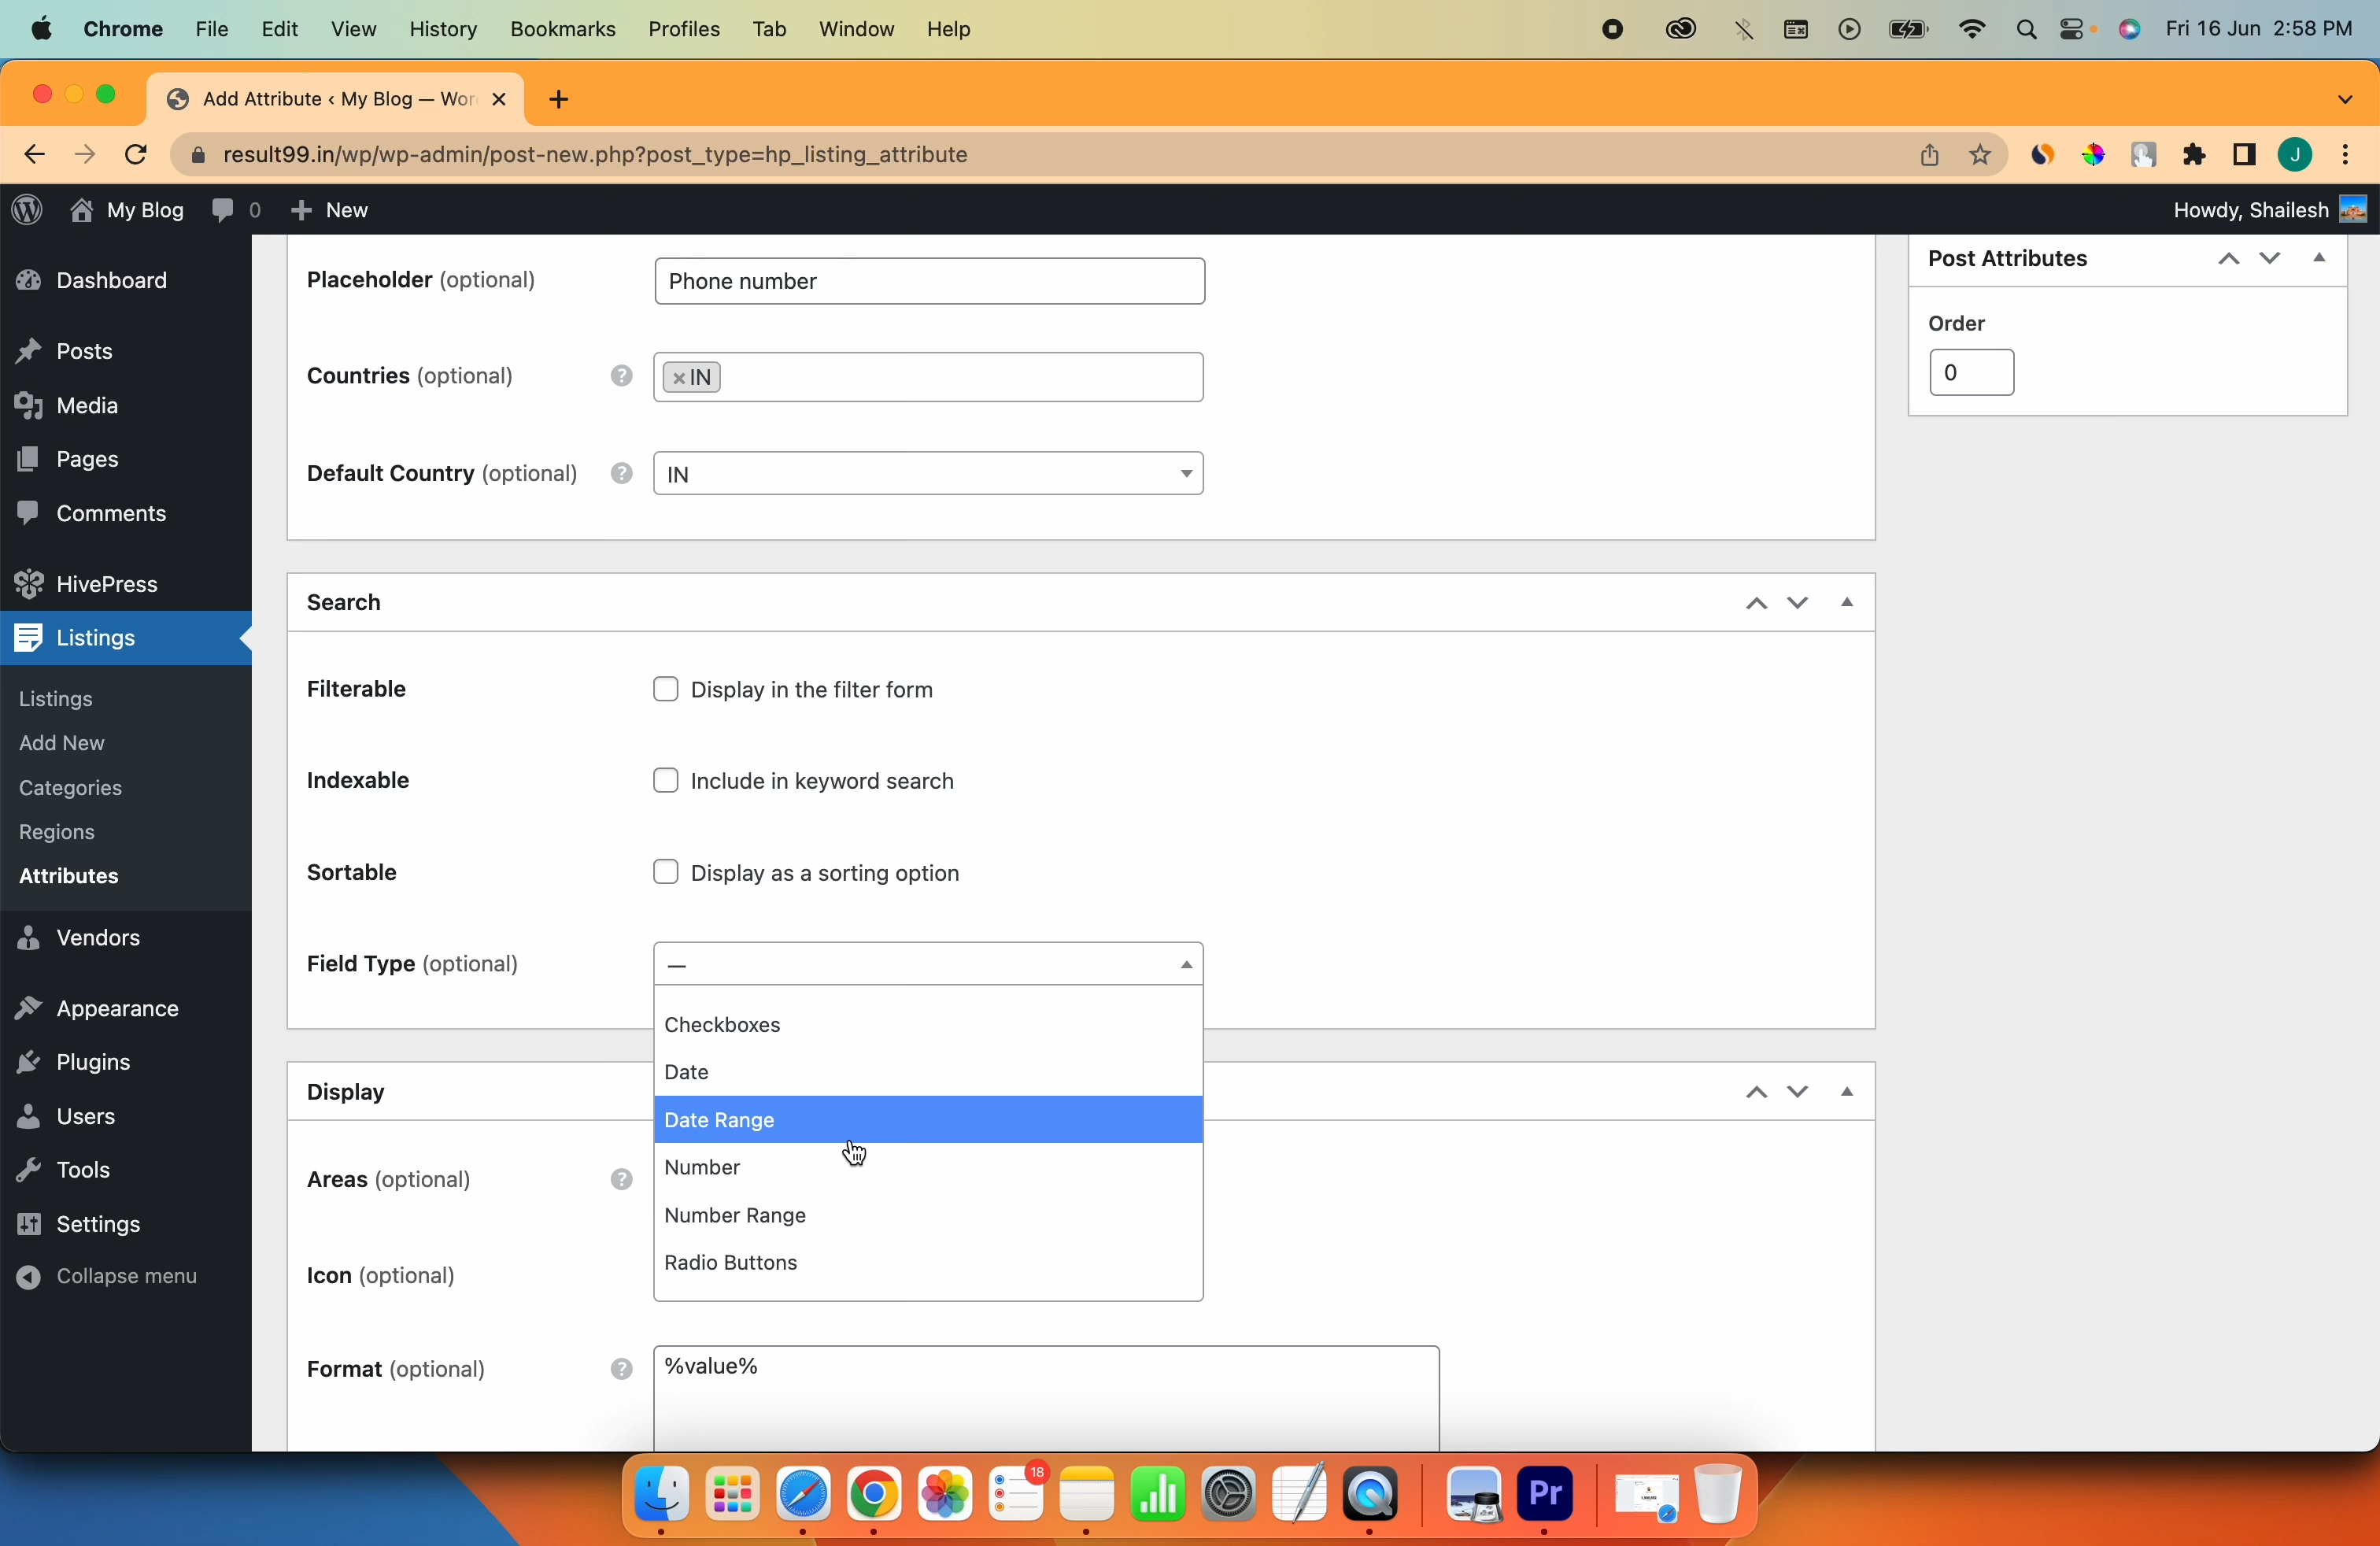 Chrome File Edit View History Bookmarks Profiles Tab Window Help Fri 16 Jun 2:58 PM
Add Attribute ‹ My Blog — Wor
result99.in/wp/wp-admin/post-new.php?post_type=hp_listing_attribute J
My Blog 0 New Howdy, Shailesh
Dashboard
Posts
Media
Pages
Comments
HivePress
Listings
Listings
Add New
Categories
Regions
Attributes
Vendors
Appearance
Plugins
Users
Tools
Settings
Collapse menu
Placeholder (optional) Phone number
Countries (optional) ? ×IN
Default Country (optional) ? IN
Search
Filterable Display in the filter form
Indexable Include in keyword search
Sortable Display as a sorting option
Field Type (optional) —
Checkboxes
Date
Date Range
Number
Number Range
Radio Buttons
Display
Areas (optional) ?
Icon (optional)
Format (optional) ? %value%
Post Attributes
Order
0
18
Pr